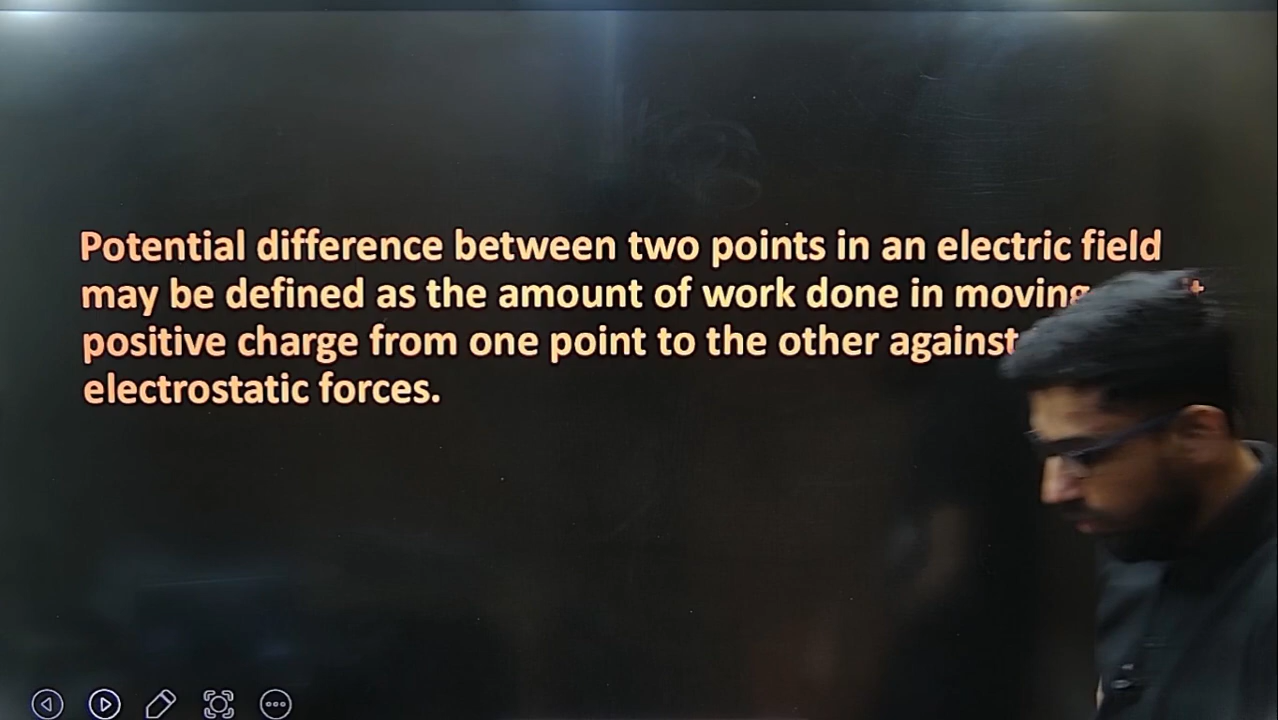 Potential difference between two points in an electric field
may be defined as the amount of work done in moving
positive charge from one point to the other against
electrostatic forces.